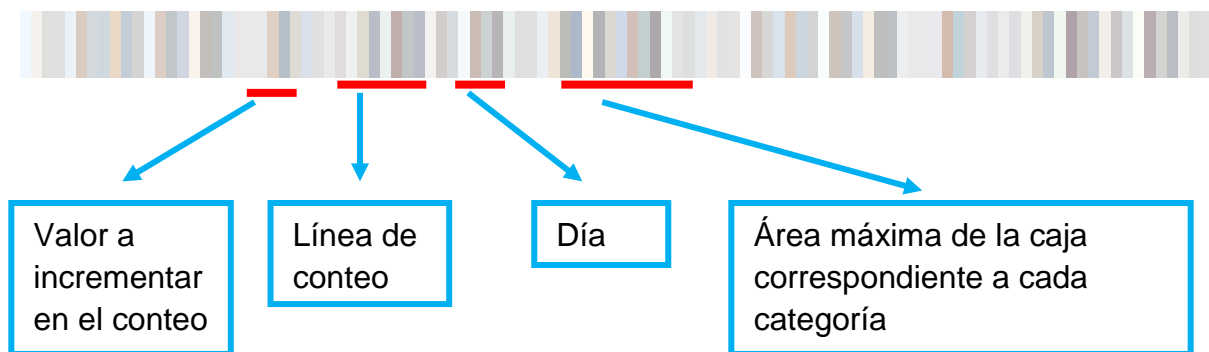 Valor a
incrementar
en el conteo
Línea de
conteo
Día
Área máxima de la caja
correspondiente a cada
categoría